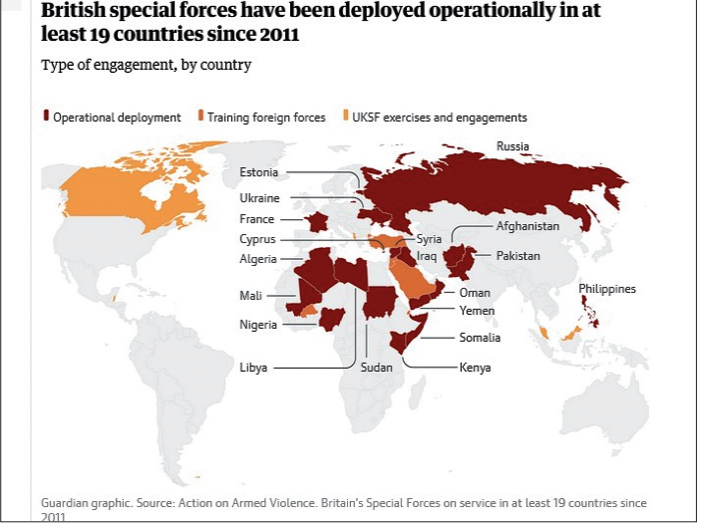 British special forces have been deployed operationally in at
least 19 countries since 2011
Type of engagement, by country
Operational deployment Training foreign forces UKSF exercises and engagements
Russia
Estonia
Ukraine
France
Afghanistan
Cyprus
Syria
Algeria
Iraq
Pakistan
Mali
Oman
Philippines
Yemen
Nigeria
Somalia
Libya
Sudan
Kenya
Guardian graphic. Source: Action on Armed Violence. Britain's Special Forces on service in at least 19 countries since
2011